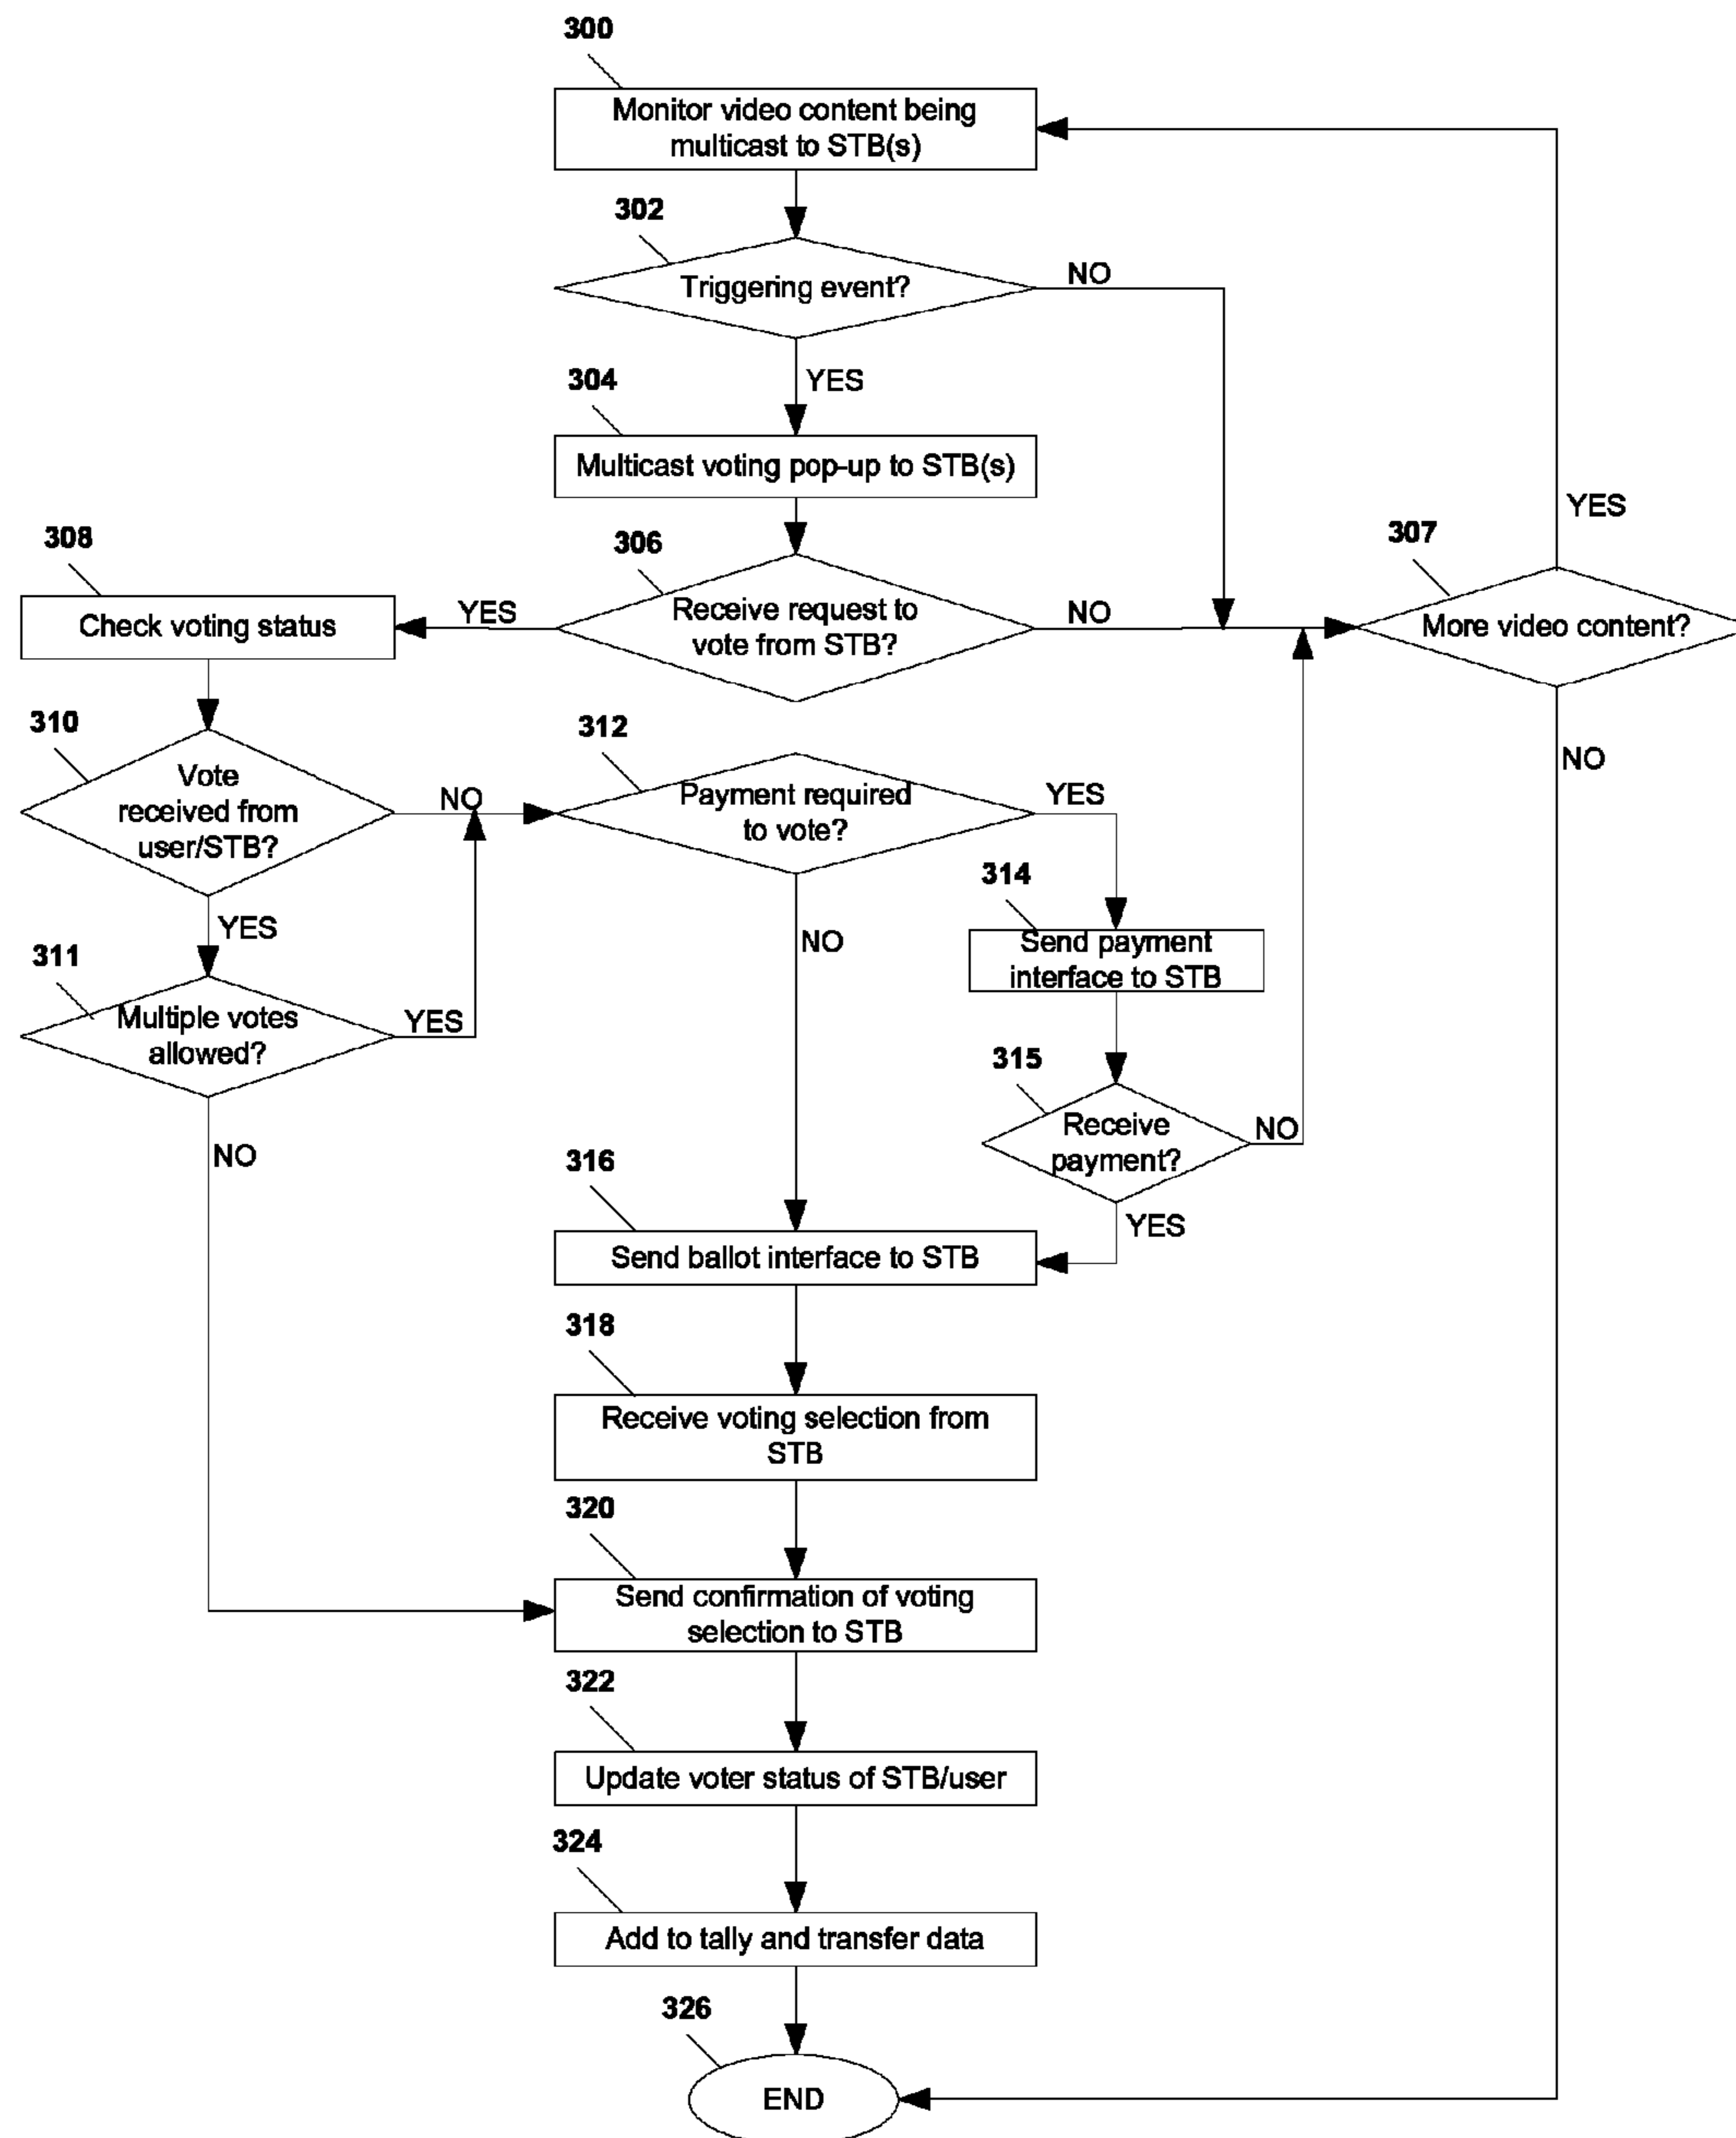 300
Monitor video content being
multicast to STB(s)
302
Triggering event?
NO
YES
304
Multicast voting pop-up to STB(s)
306
Receive request to
vote from STB?
YES
NO
307
More video content?
YES
NO
308
Check voting status
310
Vote
received from
user/STB?
NO
YES
311
Multiple votes
allowed?
YES
NO
312
Payment required
to vote?
YES
NO
314
Send payment
interface to STB
315
Receive
payment?
NO
YES
316
Send ballot interface to STB
318
Receive voting selection from
STB
320
Send confirmation of voting
selection to STB
322
Update voter status of STB/user
324
Add to tally and transfer data
326
END